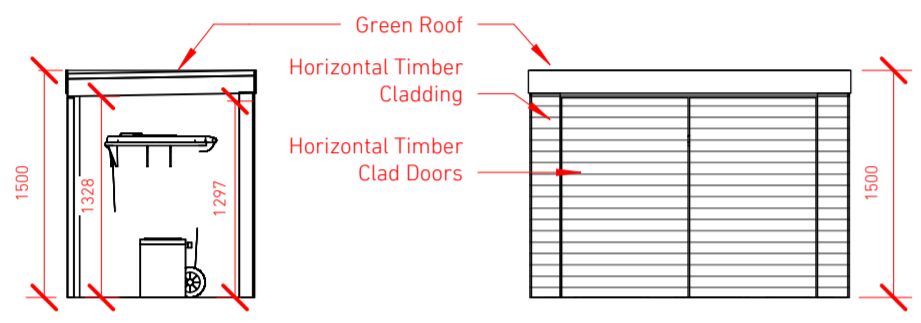 Green Roof
Horizontal Timber
Cladding
Horizontal Timber
Clad Doors
1500
1328
1297
1500